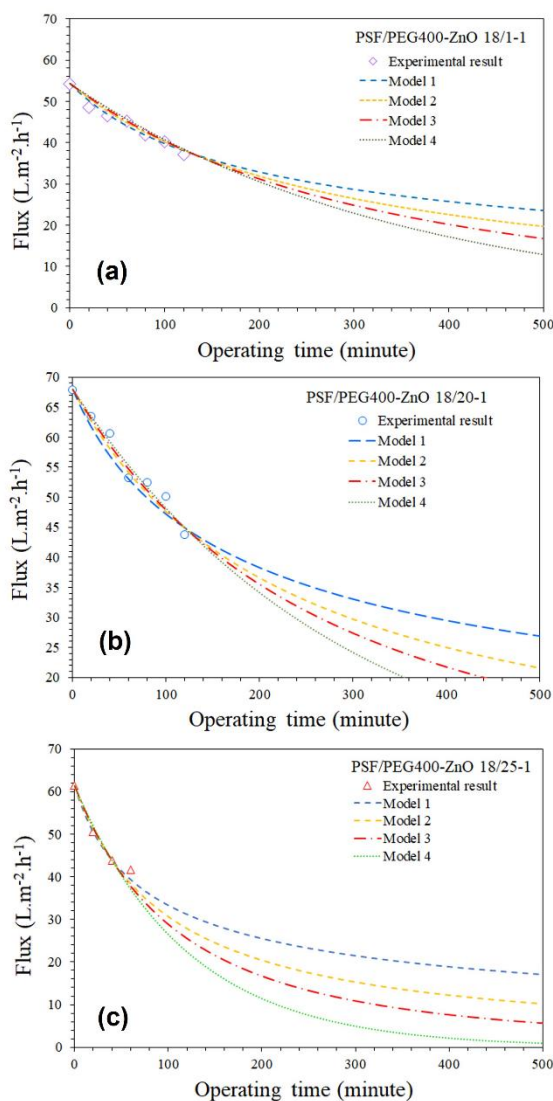 PSF/PEG400-ZnO 18/1-1
Experimental result
Model 1
Model 2
Model 3
Model 4
70
60
50
40
30
20
10
0
Flux (L.m-2.h-1)
(a)
0 100 200 300 400 500
Operating time (minute)
PSF/PEG400-ZnO 18/20-1
Experimental result
Model 1
Model 2
Model 3
Model 4
70
65
60
55
50
45
40
35
30
25
20
Flux (L.m-2.h-1)
(b)
0 100 200 300 400 500
Operating time (minute)
PSF/PEG400-ZnO 18/25-1
Experimental result
Model 1
Model 2
Model 3
Model 4
70
60
50
40
30
20
10
0
Flux (L.m-2.h-1)
(c)
0 100 200 300 400 500
Operating time (minute)